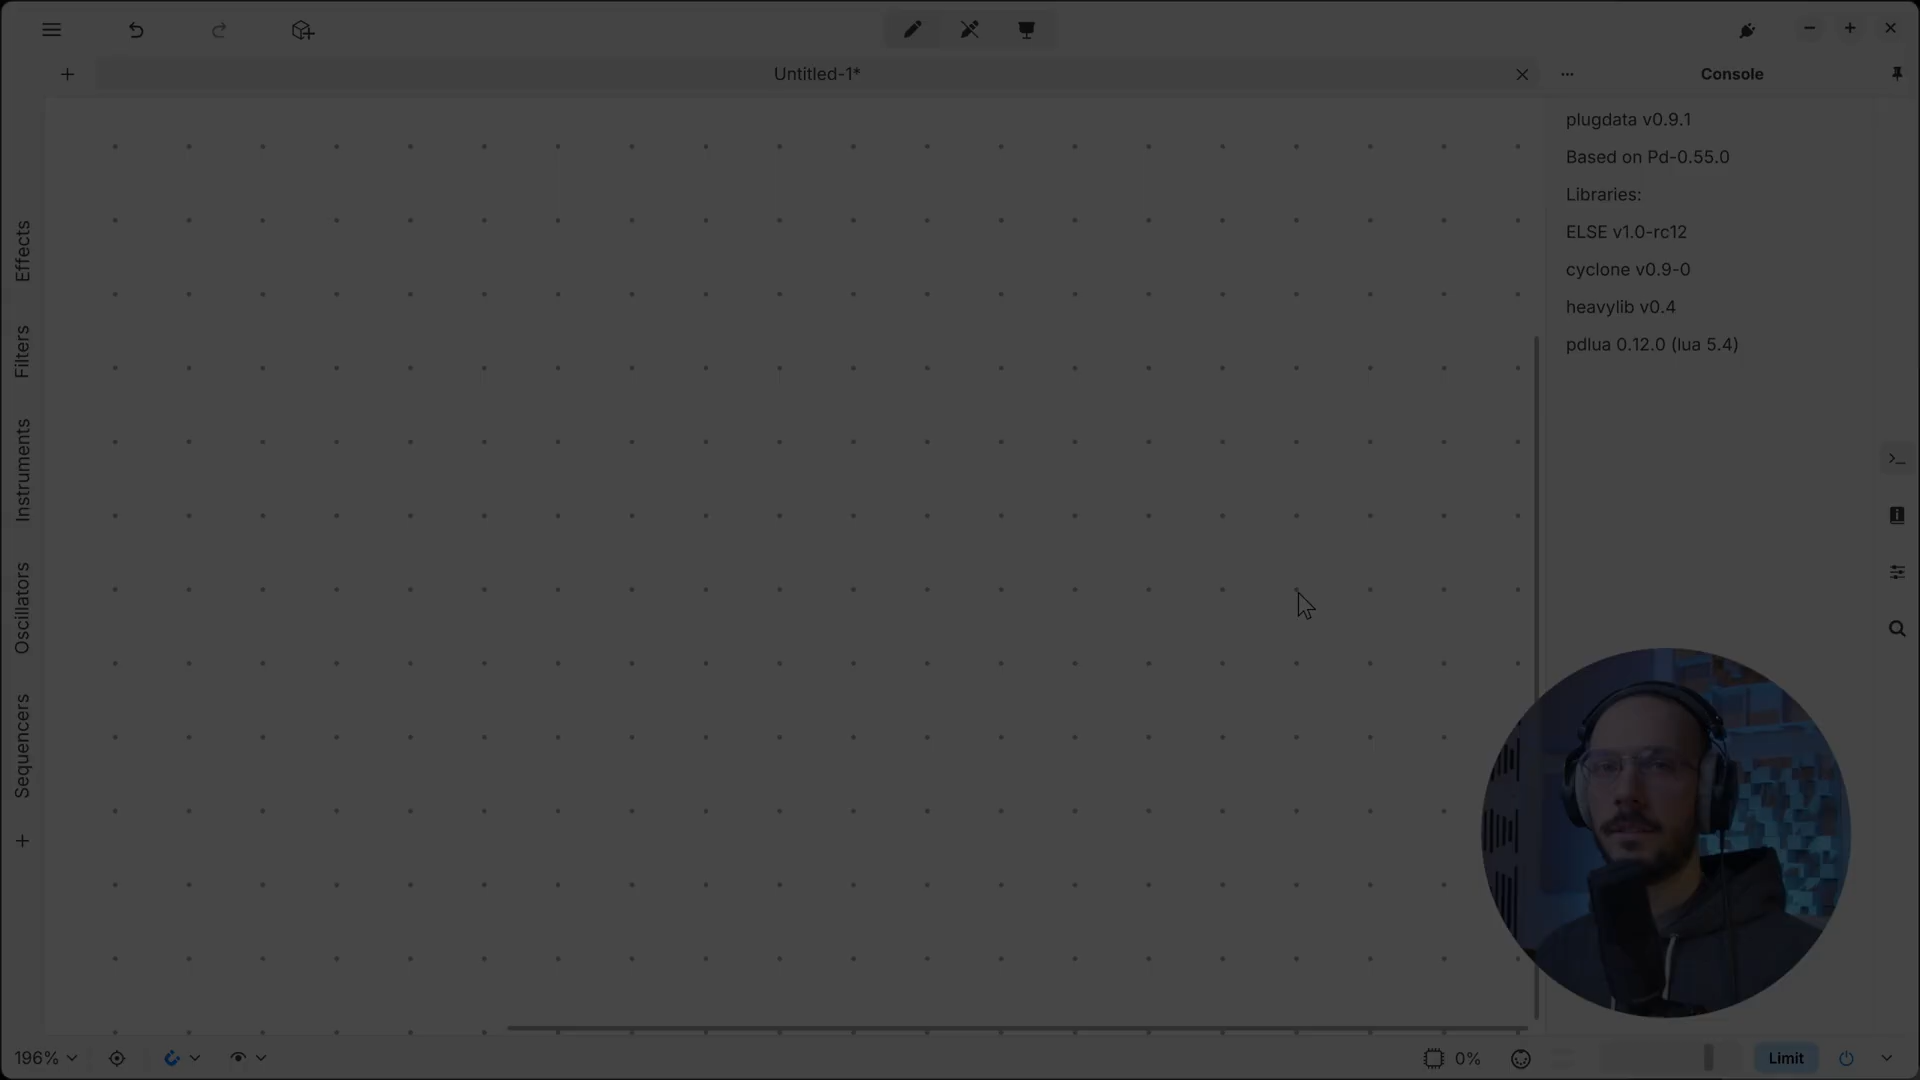 Untitled-1*
Console
plugdata v0.9.1
Based on Pd-0.55.0
Libraries:
ELSE v1.0-rc12
cyclone v0.9-0
heavylib v0.4
pdlua 0.12.0 (lua 5.4)
Effects
Filters
Instruments
Oscillators
Sequencers
196%
0%
Limit